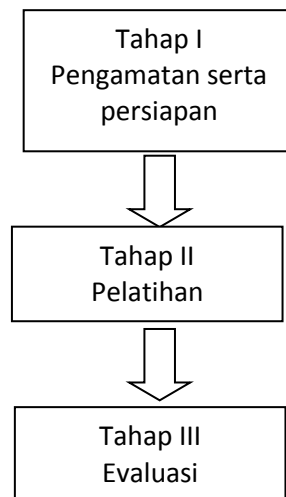 Tahap I
Pengamatan serta
persiapan
Tahap II
Pelatihan
Tahap III
Evaluasi